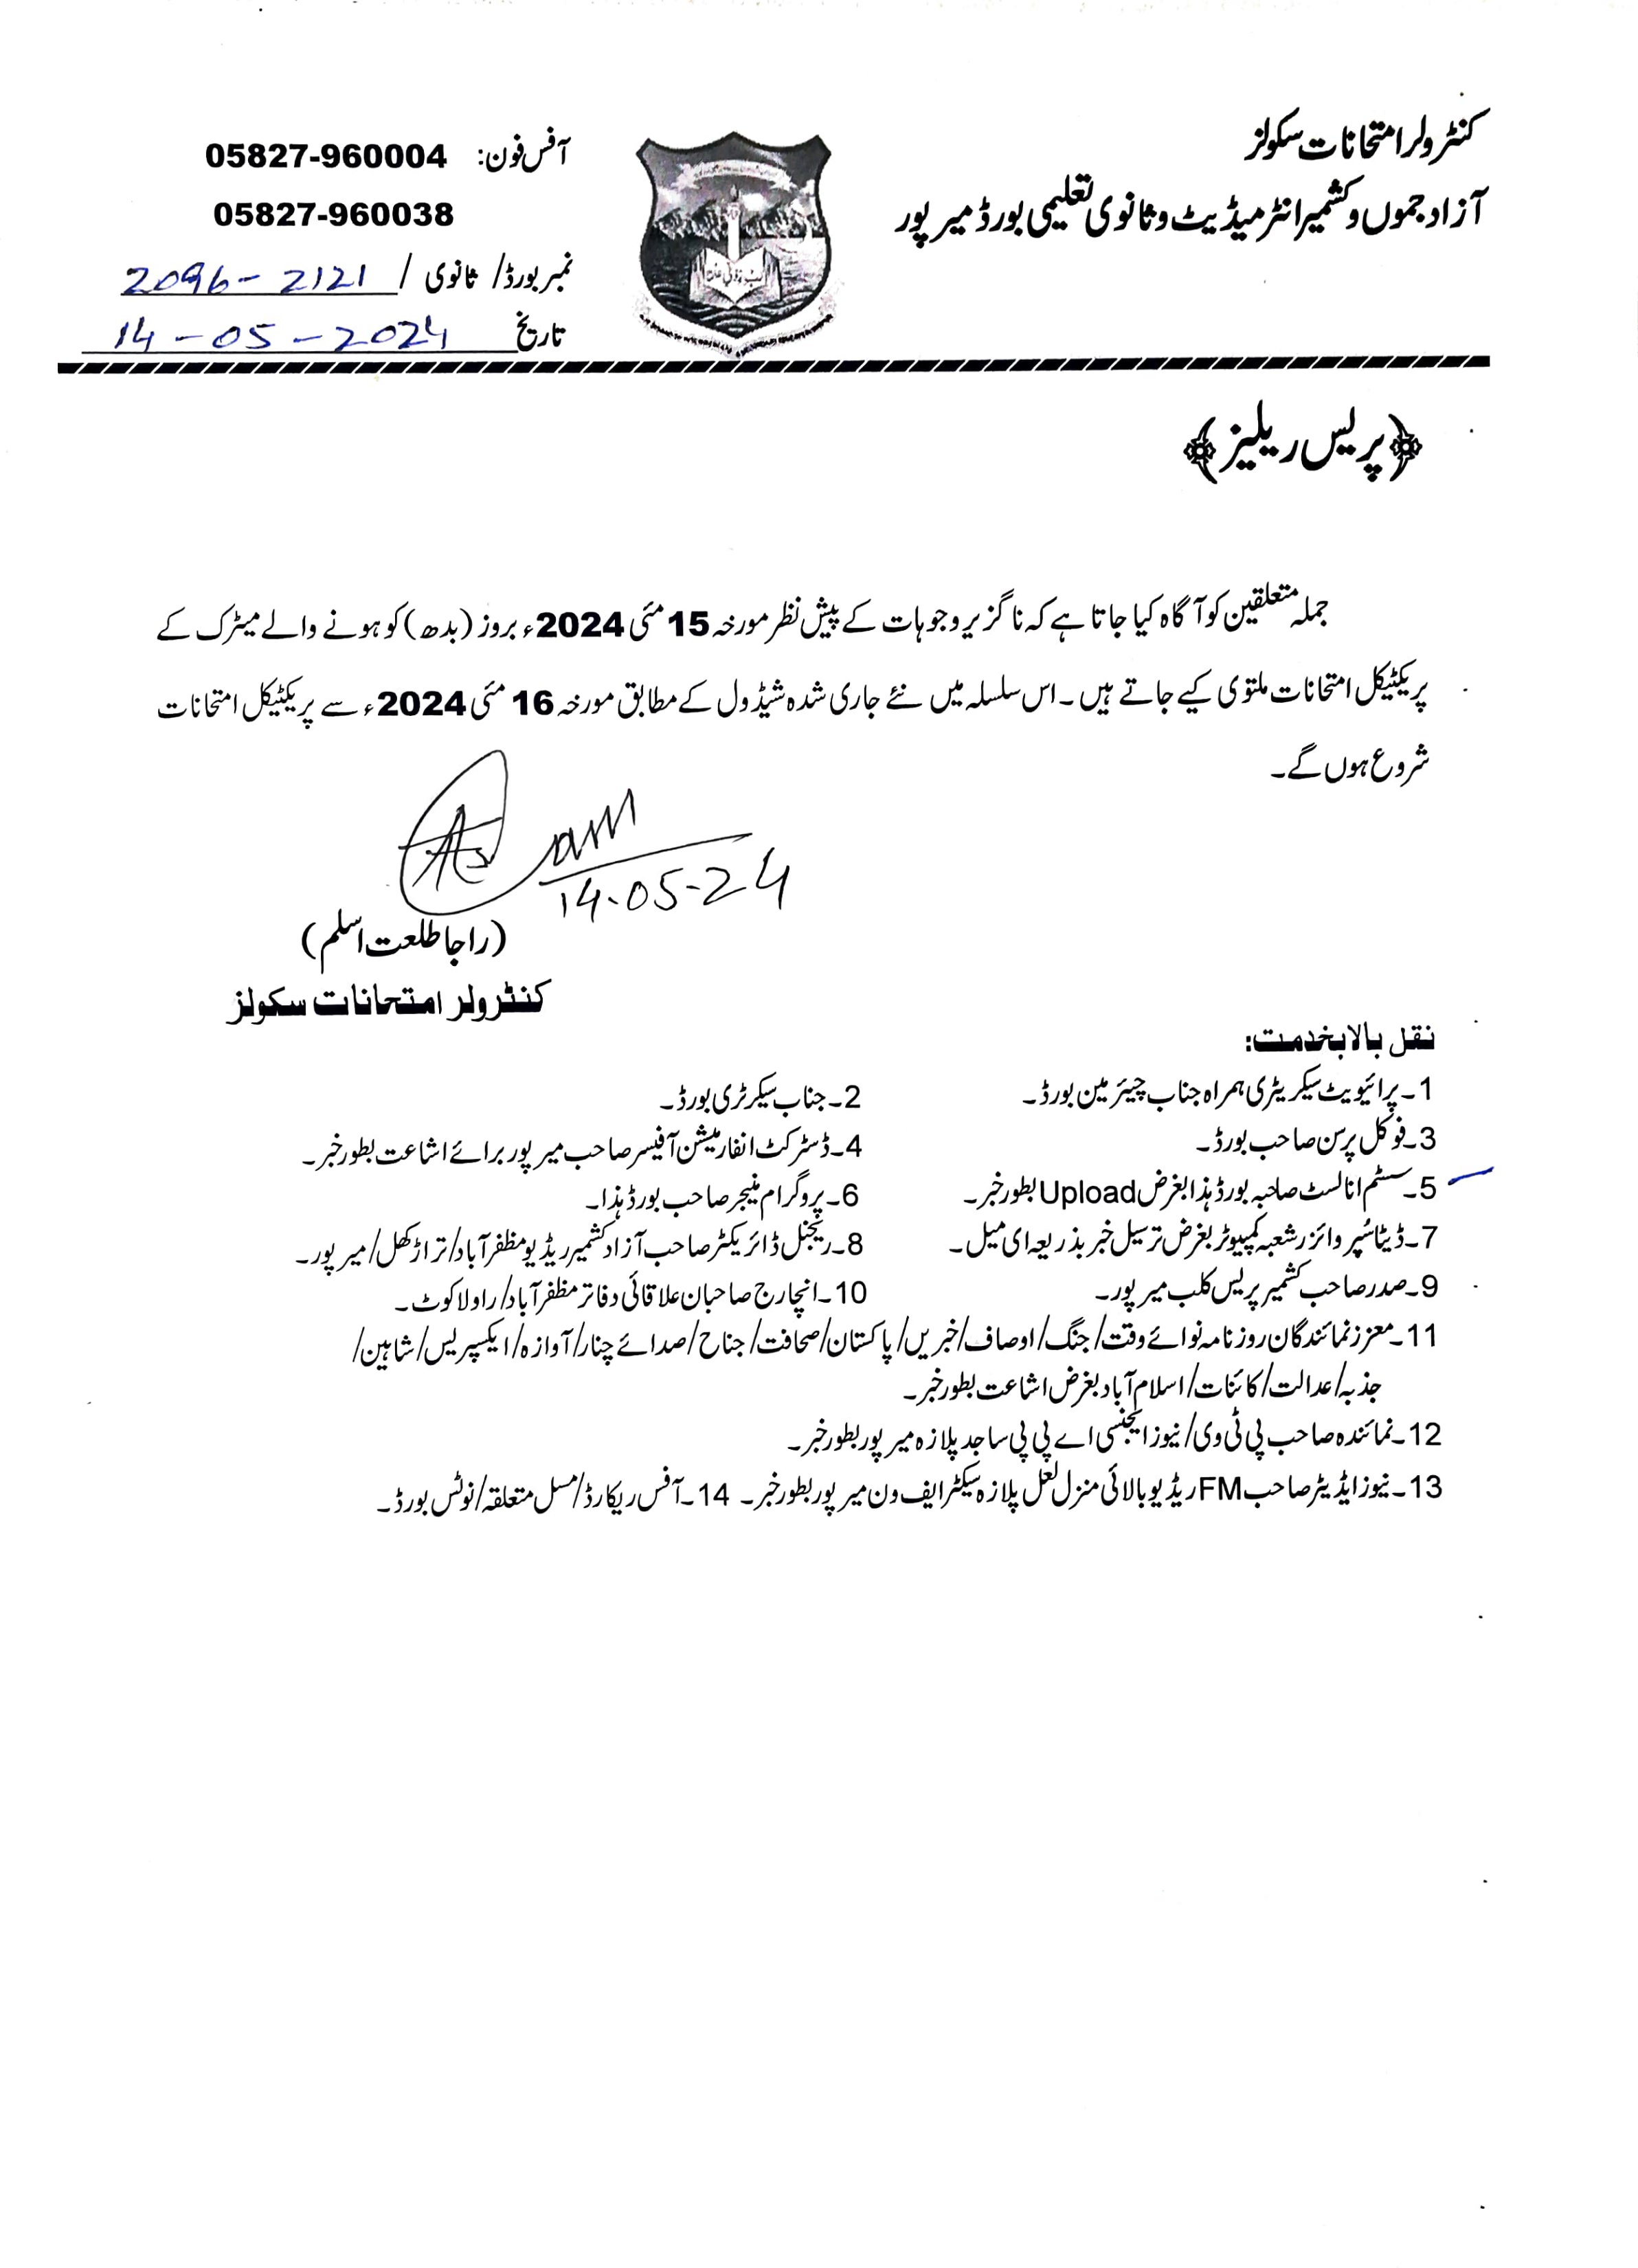 کنٹرولر امتحانات سکولز
آزاد جموں و کشمیر انٹرمیڈیٹ و ثانوی تعلیمی بورڈ میرپور
آفس فون: 05827-960004
05827-960038
نمبر بورڈ/ ثانوی / 2096-2121
تاریخ 14-05-2024
﴿پریس ریلیز﴾
جملہ متعلقین کو آگاہ کیا جاتا ہے کہ ناگزیر وجوہات کے پیش نظر مورخہ 15 مئی 2024ء بروز (بدھ) کو ہونے والے میٹرک کے
پریکٹیکل امتحانات ملتوی کیے جاتے ہیں۔ اس سلسلہ میں نئے جاری شدہ شیڈول کے مطابق مورخہ 16 مئی 2024ء سے پریکٹیکل امتحانات
شروع ہوں گے۔
14-05-24
(راجا طلعت اسلم)
کنٹرولر امتحانات سکولز
نقل بالا بخدمت:
1۔ پرائیویٹ سیکریٹری ہمراہ جناب چیئرمین بورڈ۔ 2۔ جناب سیکرٹری بورڈ۔
3۔ فوکل پرسن صاحب بورڈ۔ 4۔ ڈسٹرکٹ انفارمیشن آفیسر صاحب میرپور برائے اشاعت بطور خبر۔
5۔ سسٹم انالسٹ صاحبہ بورڈ ہذا بغرض Upload بطور خبر۔ 6۔ پروگرام منیجر صاحب بورڈ ہذا۔
7۔ ڈیٹا سُپروائزر شعبہ کمپیوٹر بغرض ترسیل خبر بذریعہ ای میل۔ 8۔ ریجنل ڈائریکٹر صاحب آزاد کشمیر ریڈیو مظفرآباد/تراڑکھل/میرپور۔
9۔ صدر صاحب کشمیر پریس کلب میرپور۔ 10۔ انچارج صاحبان علاقائی دفاتر مظفرآباد/راولاکوٹ۔
11۔ معزز نمائندگان روزنامہ نوائے وقت/جنگ/اوصاف/خبریں/پاکستان/صحافت/جناح/صدائے چنار/آوازہ/ایکسپریس/شاہین/
جذبہ/عدالت/کائنات/اسلام آباد بغرض اشاعت بطور خبر۔
12۔ نمائندہ صاحب پی ٹی وی/نیوز ایجنسی اے پی پی ساجد پلازہ میرپور بطور خبر۔
13۔ نیوز ایڈیٹر صاحب FM ریڈیو بالائی منزل لعل پلازہ سیکٹر ایف ون میرپور بطور خبر۔ 14۔ آفس ریکارڈ/مسل متعلقہ/نوٹس بورڈ۔